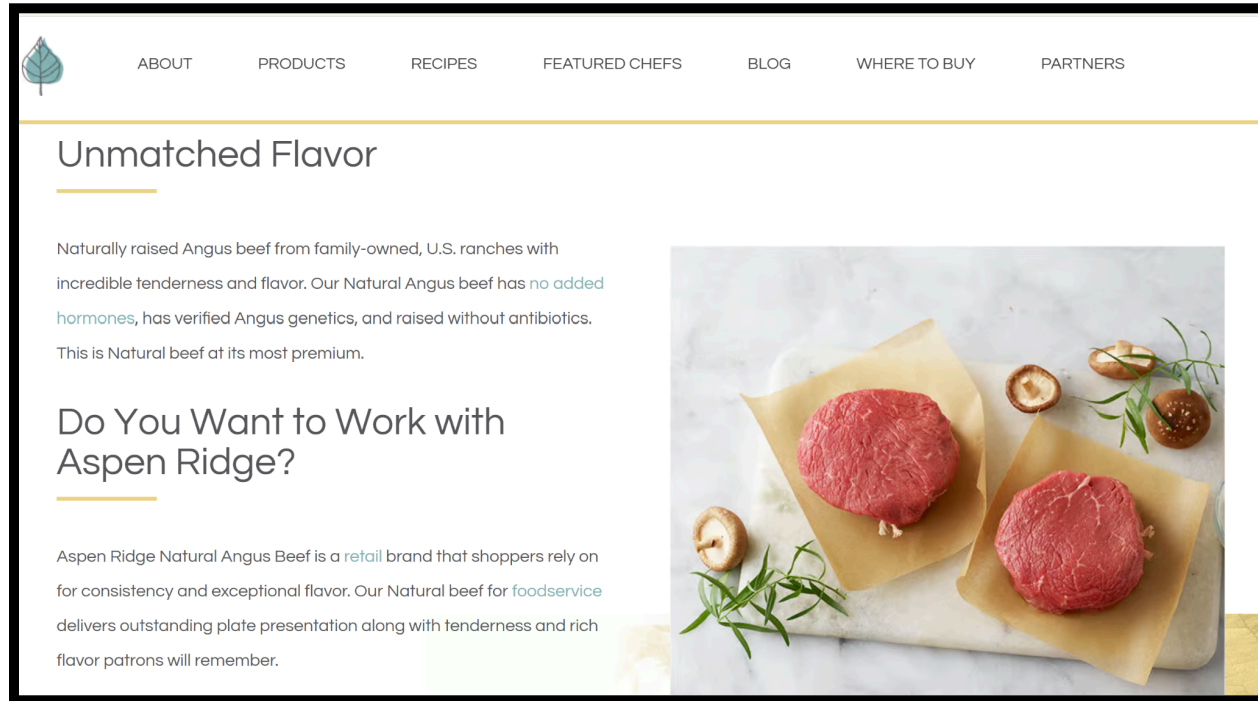 ABOUT PRODUCTS RECIPES FEATURED CHEFS BLOG WHERE TO BUY PARTNERS
Unmatched Flavor
Naturally raised Angus beef from family-owned, U.S. ranches with
incredible tenderness and flavor. Our Natural Angus beef has no added
hormones, has verified Angus genetics, and raised without antibiotics.
This is Natural beef at its most premium.
Do You Want to Work with
Aspen Ridge?
Aspen Ridge Natural Angus Beef is a retail brand that shoppers rely on
for consistency and exceptional flavor. Our Natural beef for foodservice
delivers outstanding plate presentation along with tenderness and rich
flavor patrons will remember.